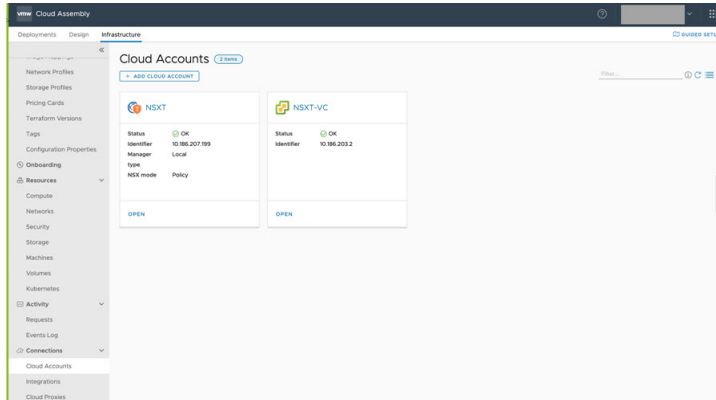 vmw Cloud Assembly
Deployments Design Infrastructure
GUIDED SETU
Network Profiles
Storage Profiles
Pricing Cards
Terraform Versions
Tags
Configuration Properties
Onboarding
Resources
Compute
Networks
Security
Storage
Machines
Volumes
Kubernetes
Activity
Requests
Events Log
Connections
Cloud Accounts
Integrations
Cloud Proxies
Cloud Accounts 2 items
+ ADD CLOUD ACCOUNT
Filter...
NSXT
Status OK
Identifier 10.186.207.199
Manager Local
type
NSX mode Policy
OPEN
NSXT-VC
Status OK
Identifier 10.186.203.2
OPEN